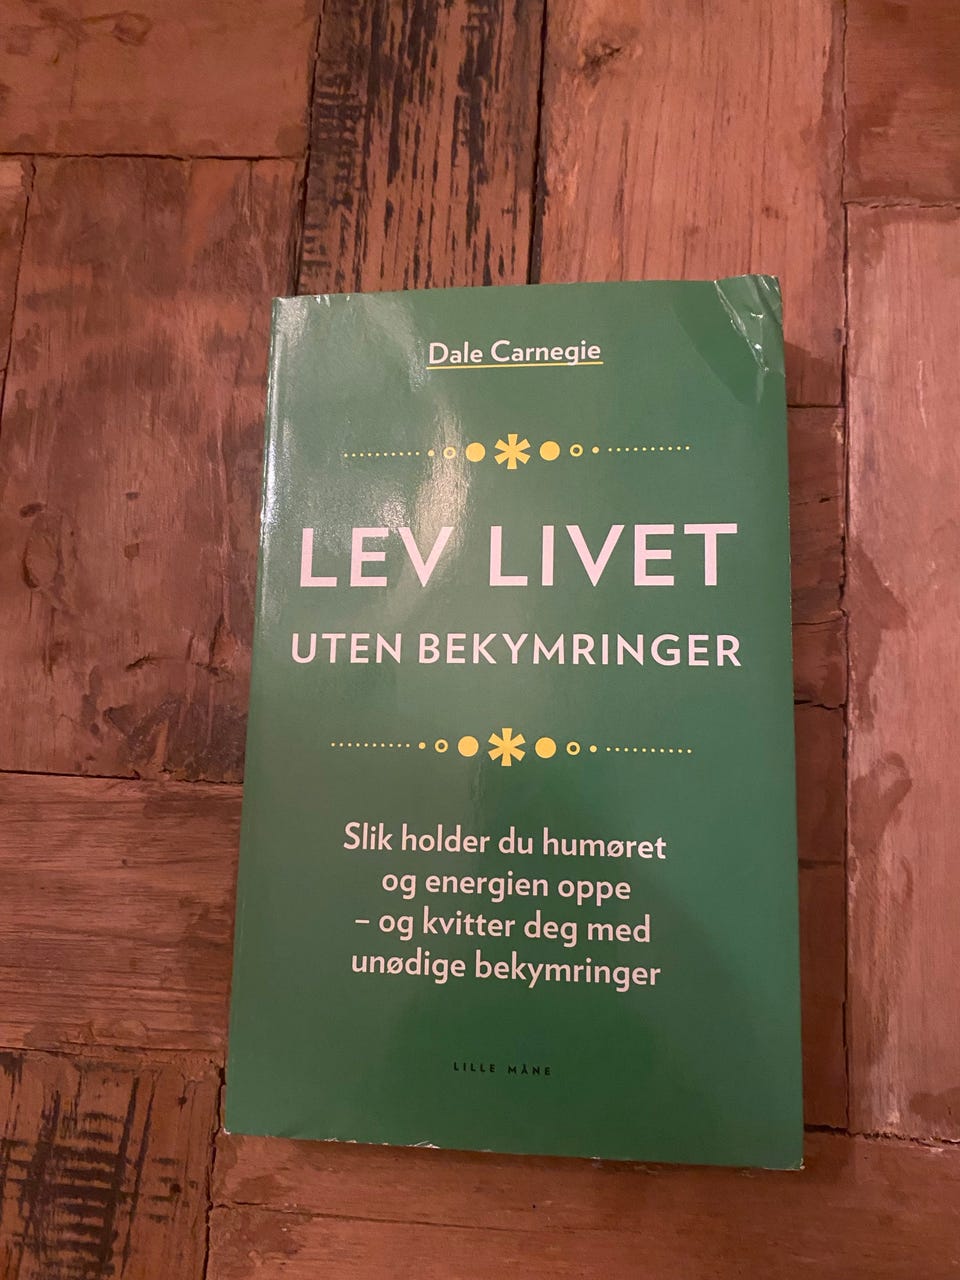 Dale Carnegie
LEV LIVET
UTEN BEKYMRINGER
Slik holder du humøret
og energien oppe
– og kvitter deg med
unødige bekymringer
LILLE MÅNE